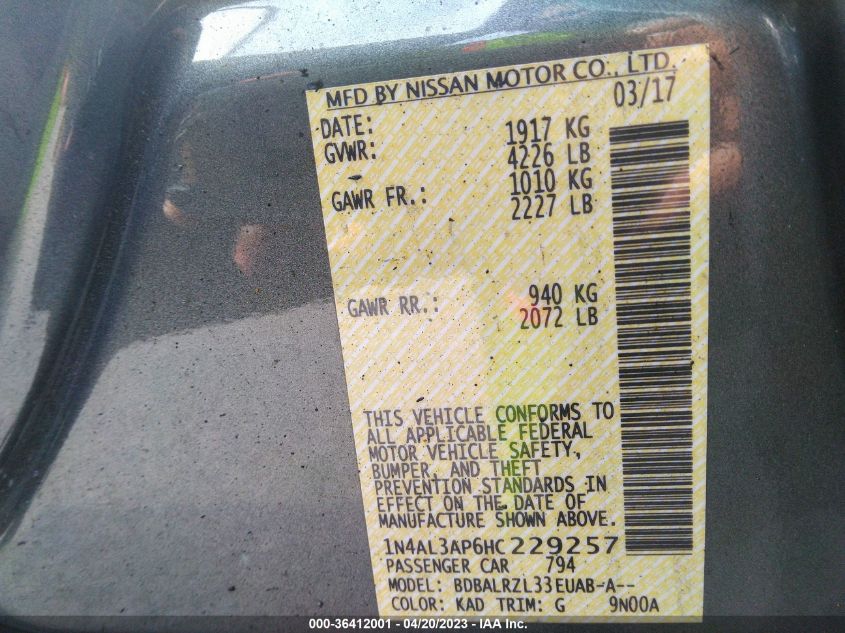 MFD BY NISSAN MOTOR CO., LTD.
DATE: 03/17
GVWR: 1917 KG
4226 LB
GAWR FR.: 1010 KG
2227 LB
GAWR RR.: 940 KG
2072 LB
THIS VEHICLE CONFORMS TO
ALL APPLICABLE FEDERAL
MOTOR VEHICLE SAFETY,
BUMPER, AND THEFT
PREVENTION STANDARDS IN
EFFECT ON THE DATE OF
MANUFACTURE SHOWN ABOVE.
1N4AL3AP6HC229257
PASSENGER CAR 794
MODEL: BDBALRZL33EUAB-A--
COLOR: KAD TRIM: G 9N00A
000-36412001 - 04/20/2023 - IAA Inc.